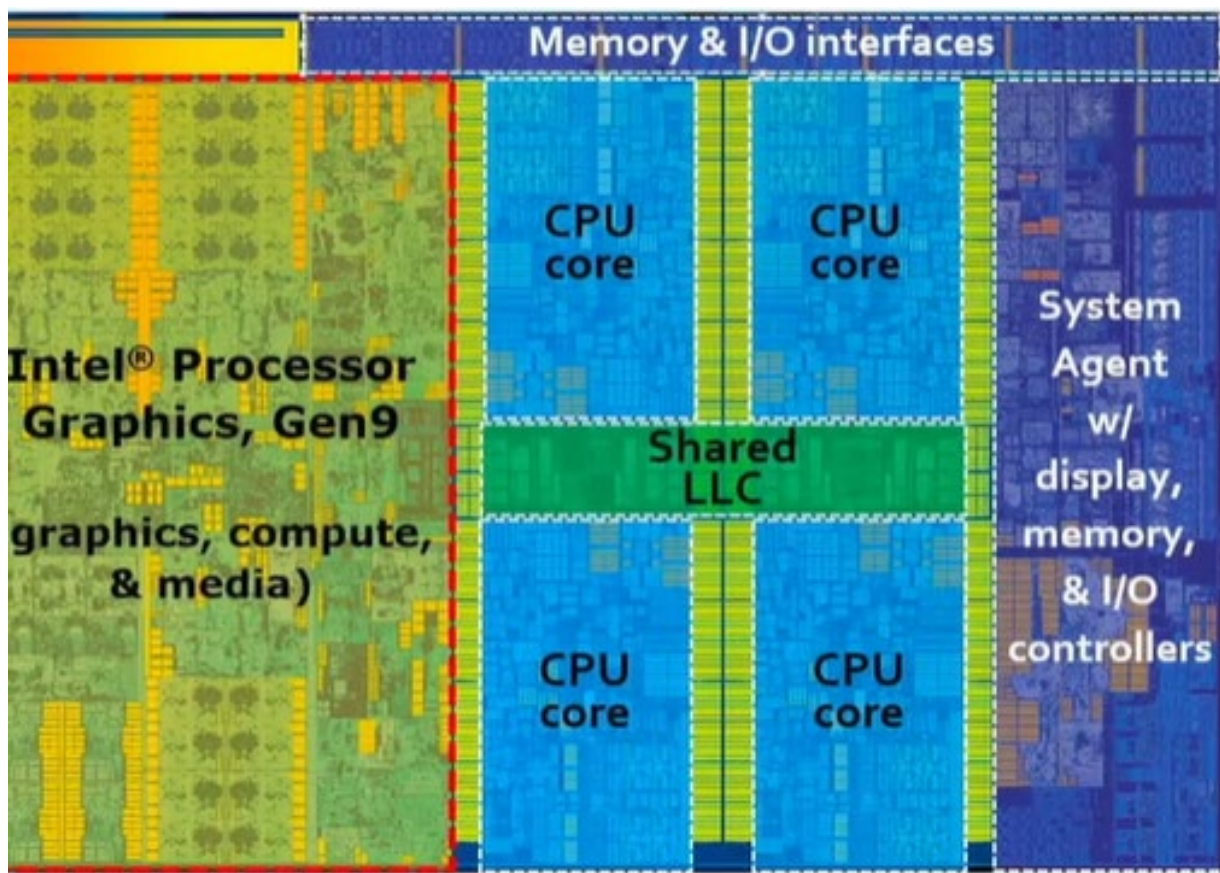 Memory & I/O interfaces
CPU
core
CPU
core
Intel® Processor
Graphics, Gen9
graphics, compute,
& media)
Shared
LLC
CPU
core
CPU
core
System
Agent
w/
display,
memory,
& I/O
controllers